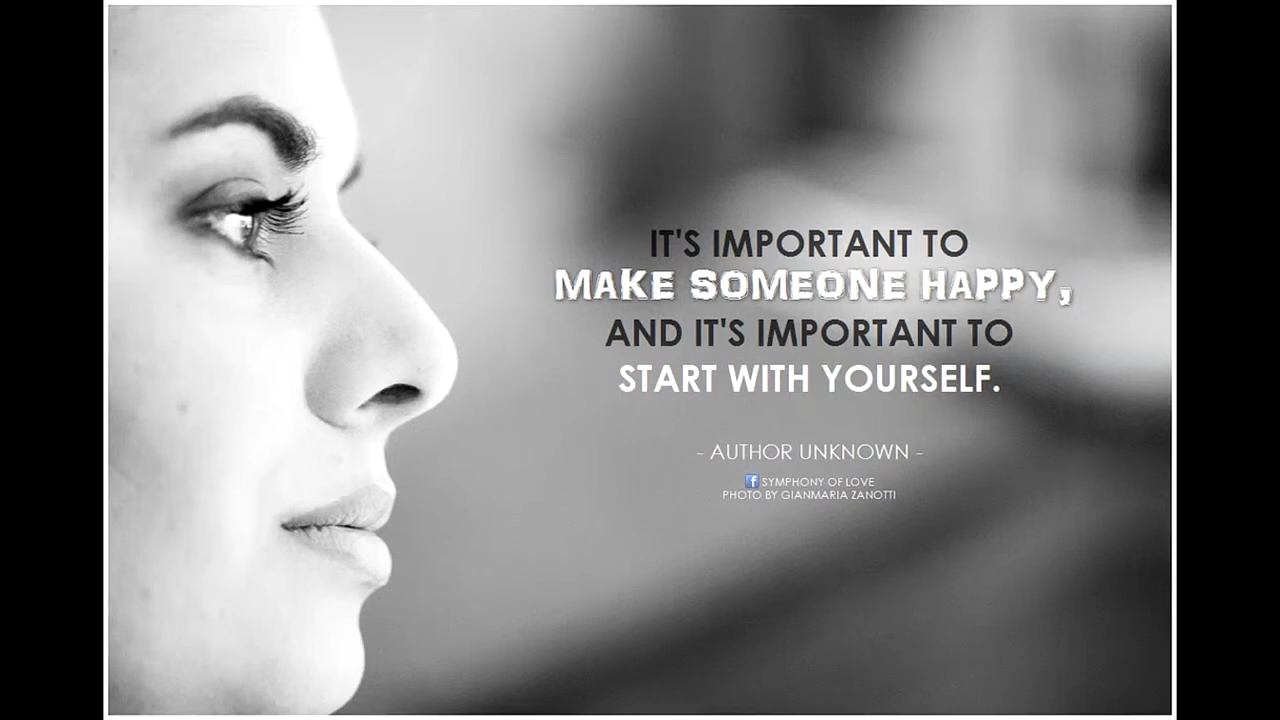 IT'S IMPORTANT TO
MAKE SOMEONE HAPPY,
AND IT'S IMPORTANT TO
START WITH YOURSELF.
- AUTHOR UNKNOWN -
f SYMPHONY OF LOVE
PHOTO BY GIANMARIA ZANOTTI